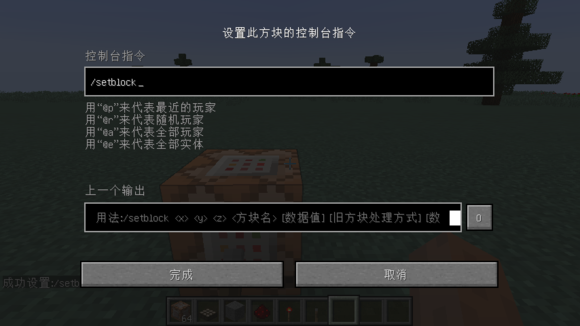 设置此方块的控制台指令
控制台指令
/setblock_
用"@p"来代表最近的玩家
用"@r"来代表随机玩家
用"@a"来代表全部玩家
用"@e"来代表全部实体
上一个输出
用法:/setblock <x> <y> <z> <方块名> [数据值] [旧方块处理方式] [数
O
成功设置:/setb
完成
取消
64